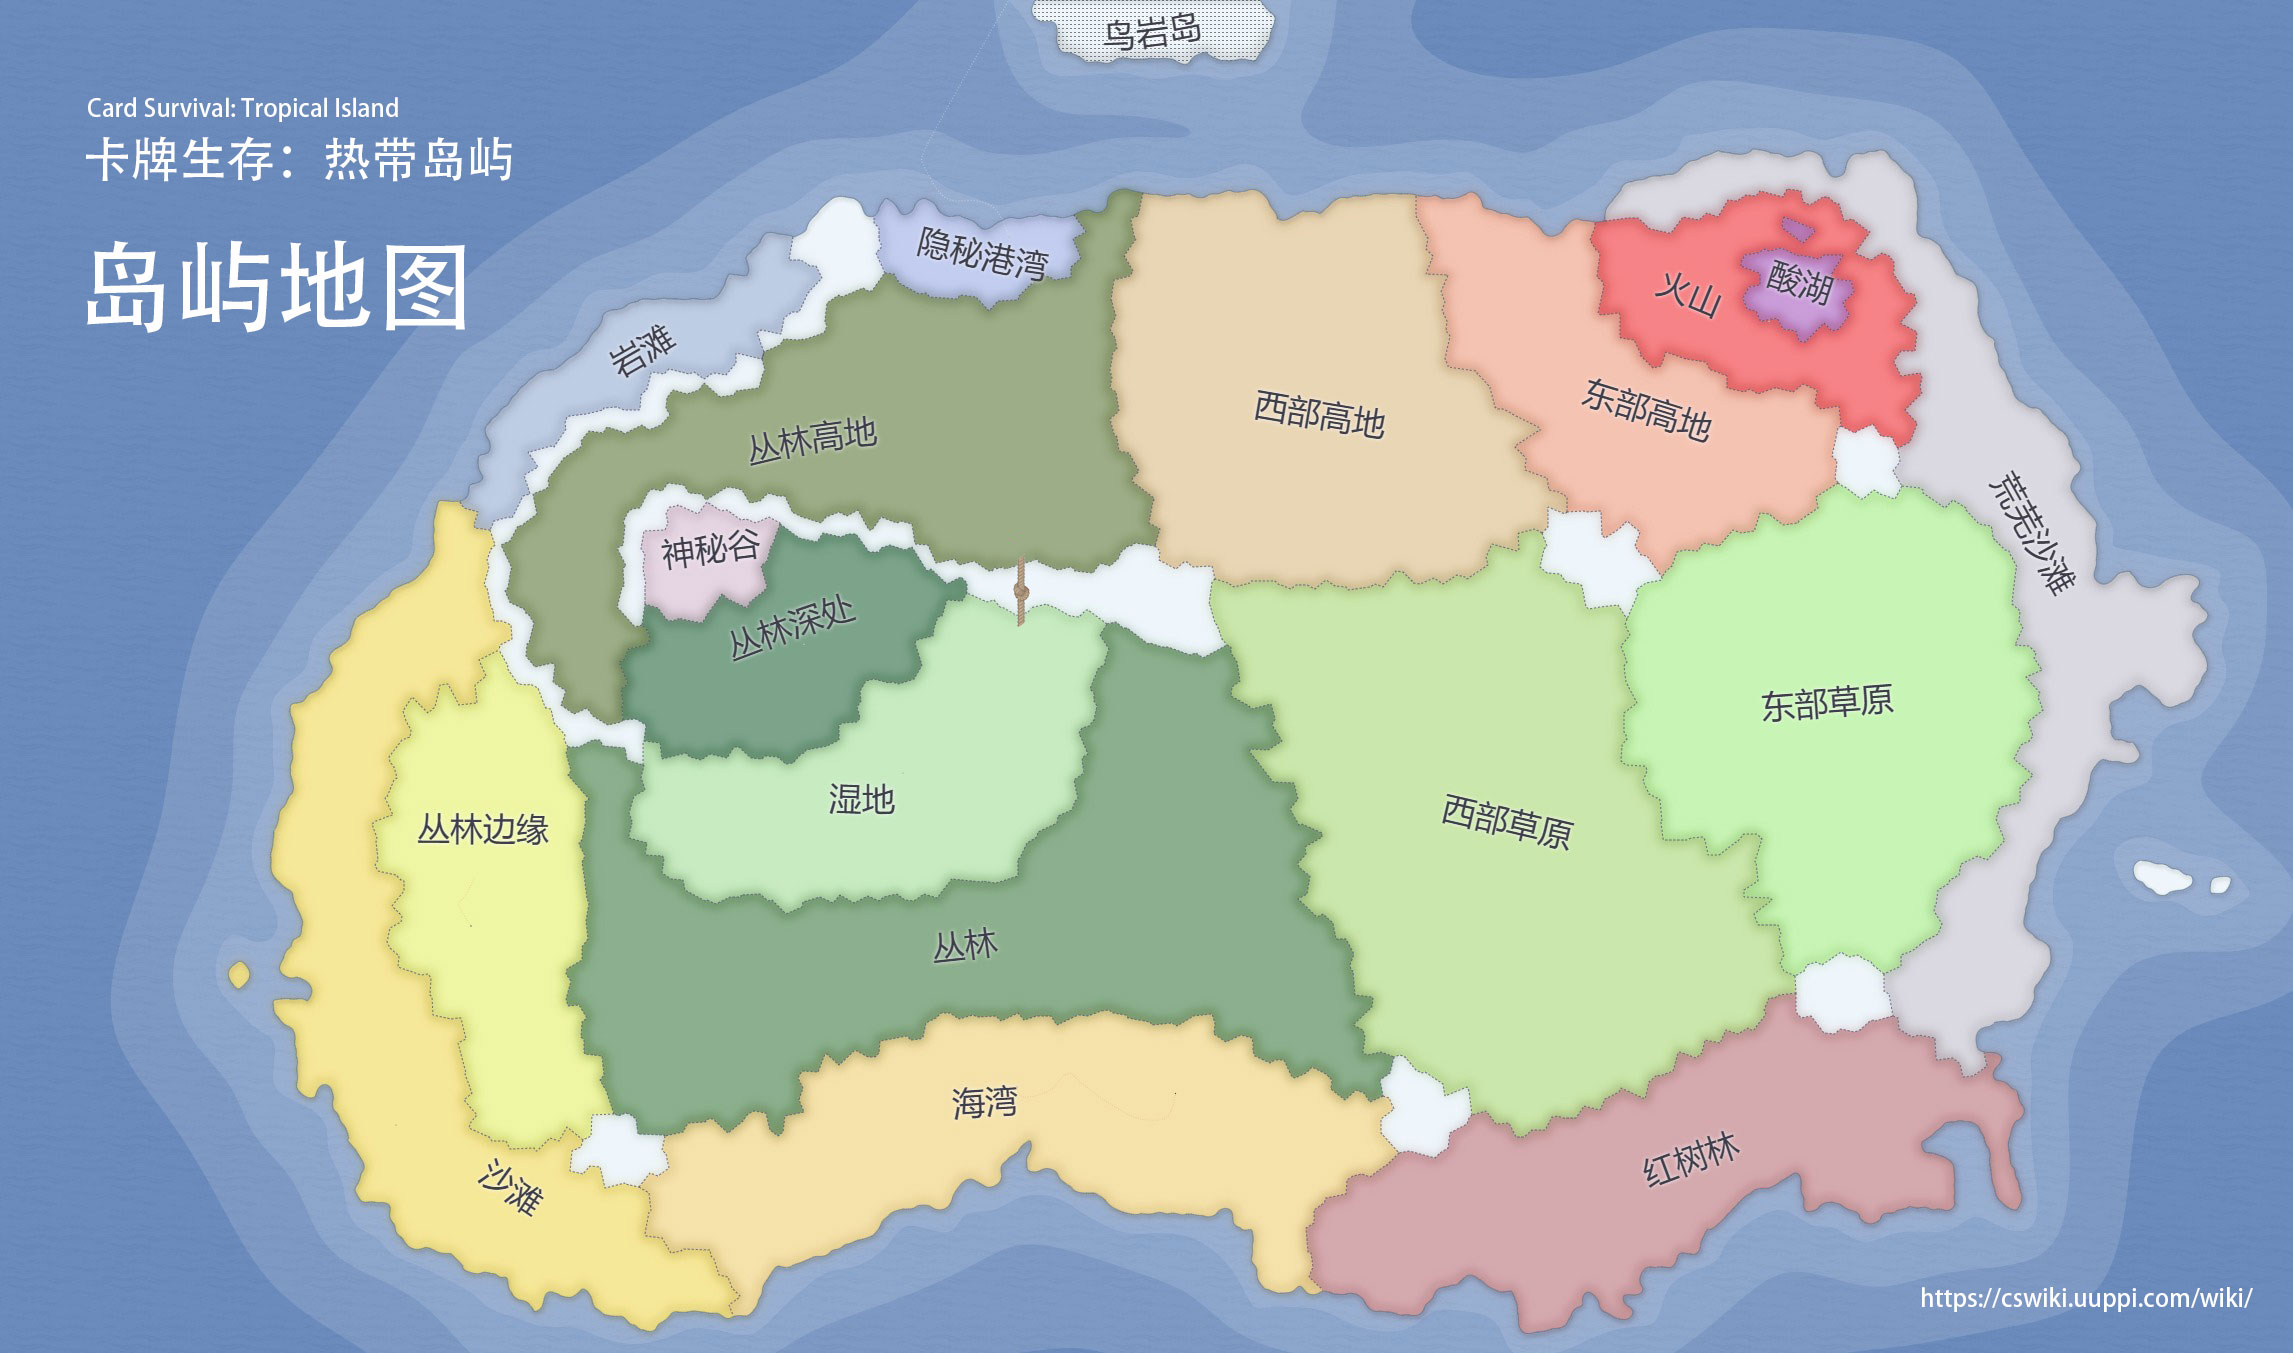 鸟岩岛
Card Survival: Tropical Island
卡牌生存：热带岛屿
岛屿地图
隐秘港湾
岩滩
火山
酸湖
丛林高地
西部高地
东部高地
荒芜沙滩
神秘谷
丛林深处
东部草原
湿地
丛林边缘
西部草原
丛林
海湾
红树林
沙滩
https://cswiki.uuppi.com/wiki/